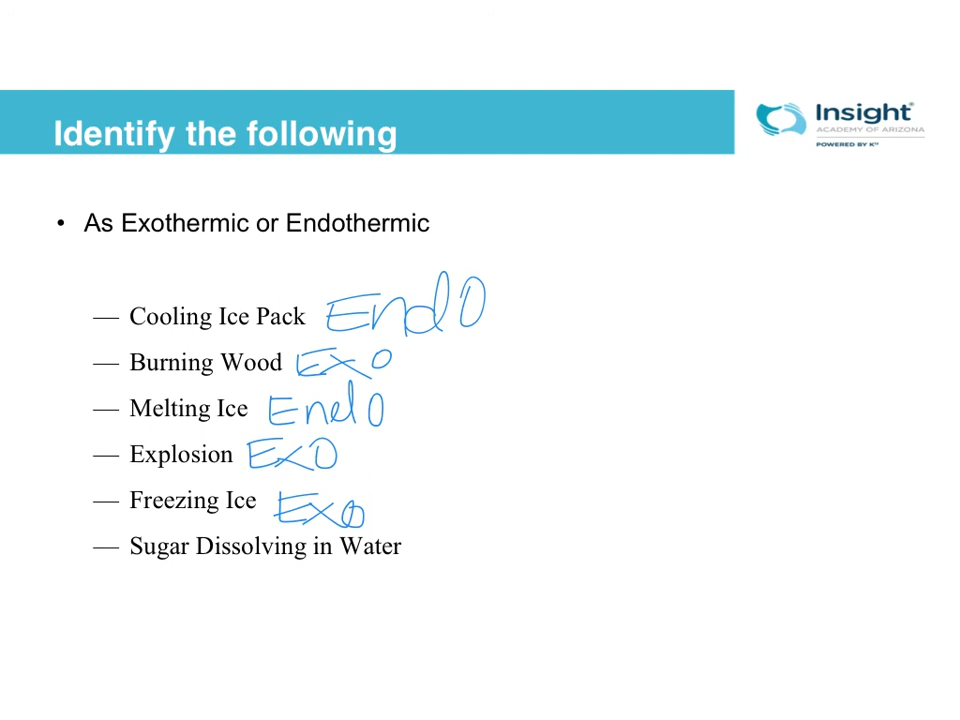 Identify the following
Insight®
ACADEMY OF ARIZONA
POWERED BY K¹²
• As Exothermic or Endothermic
— Cooling Ice Pack Endo
— Burning Wood Exo
— Melting Ice Endo
— Explosion Exo
— Freezing Ice Exo
— Sugar Dissolving in Water